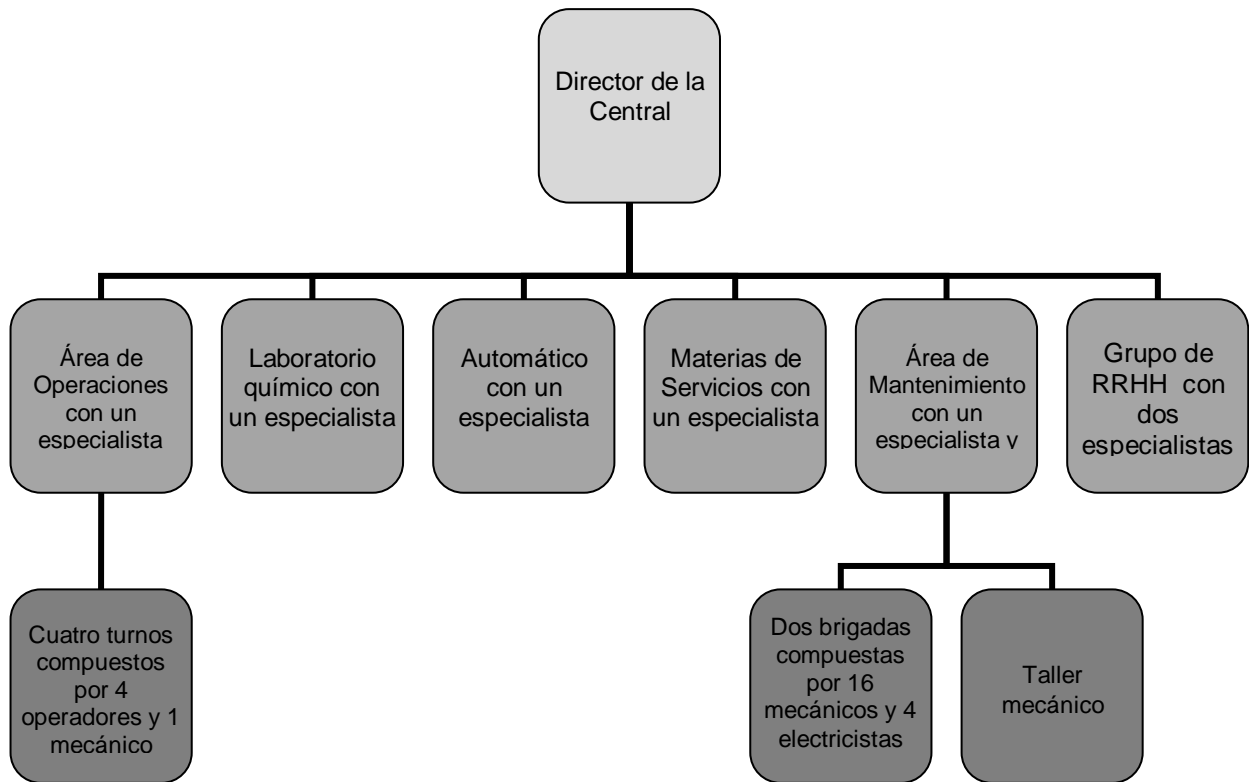 Director de la
Central
Área de
Operaciones
con un
especialista
Laboratorio
químico con
un especialista
Automático
con un
especialista
Materias de
Servicios con
un especialista
Área de
Mantenimiento
con un
especialista y
Grupo de
RRHH con
dos
especialistas
Cuatro turnos
compuestos
por 4
operadores y 1
mecánico
Dos brigadas
compuestas
por 16
mecánicos y 4
electricistas
Taller
mecánico